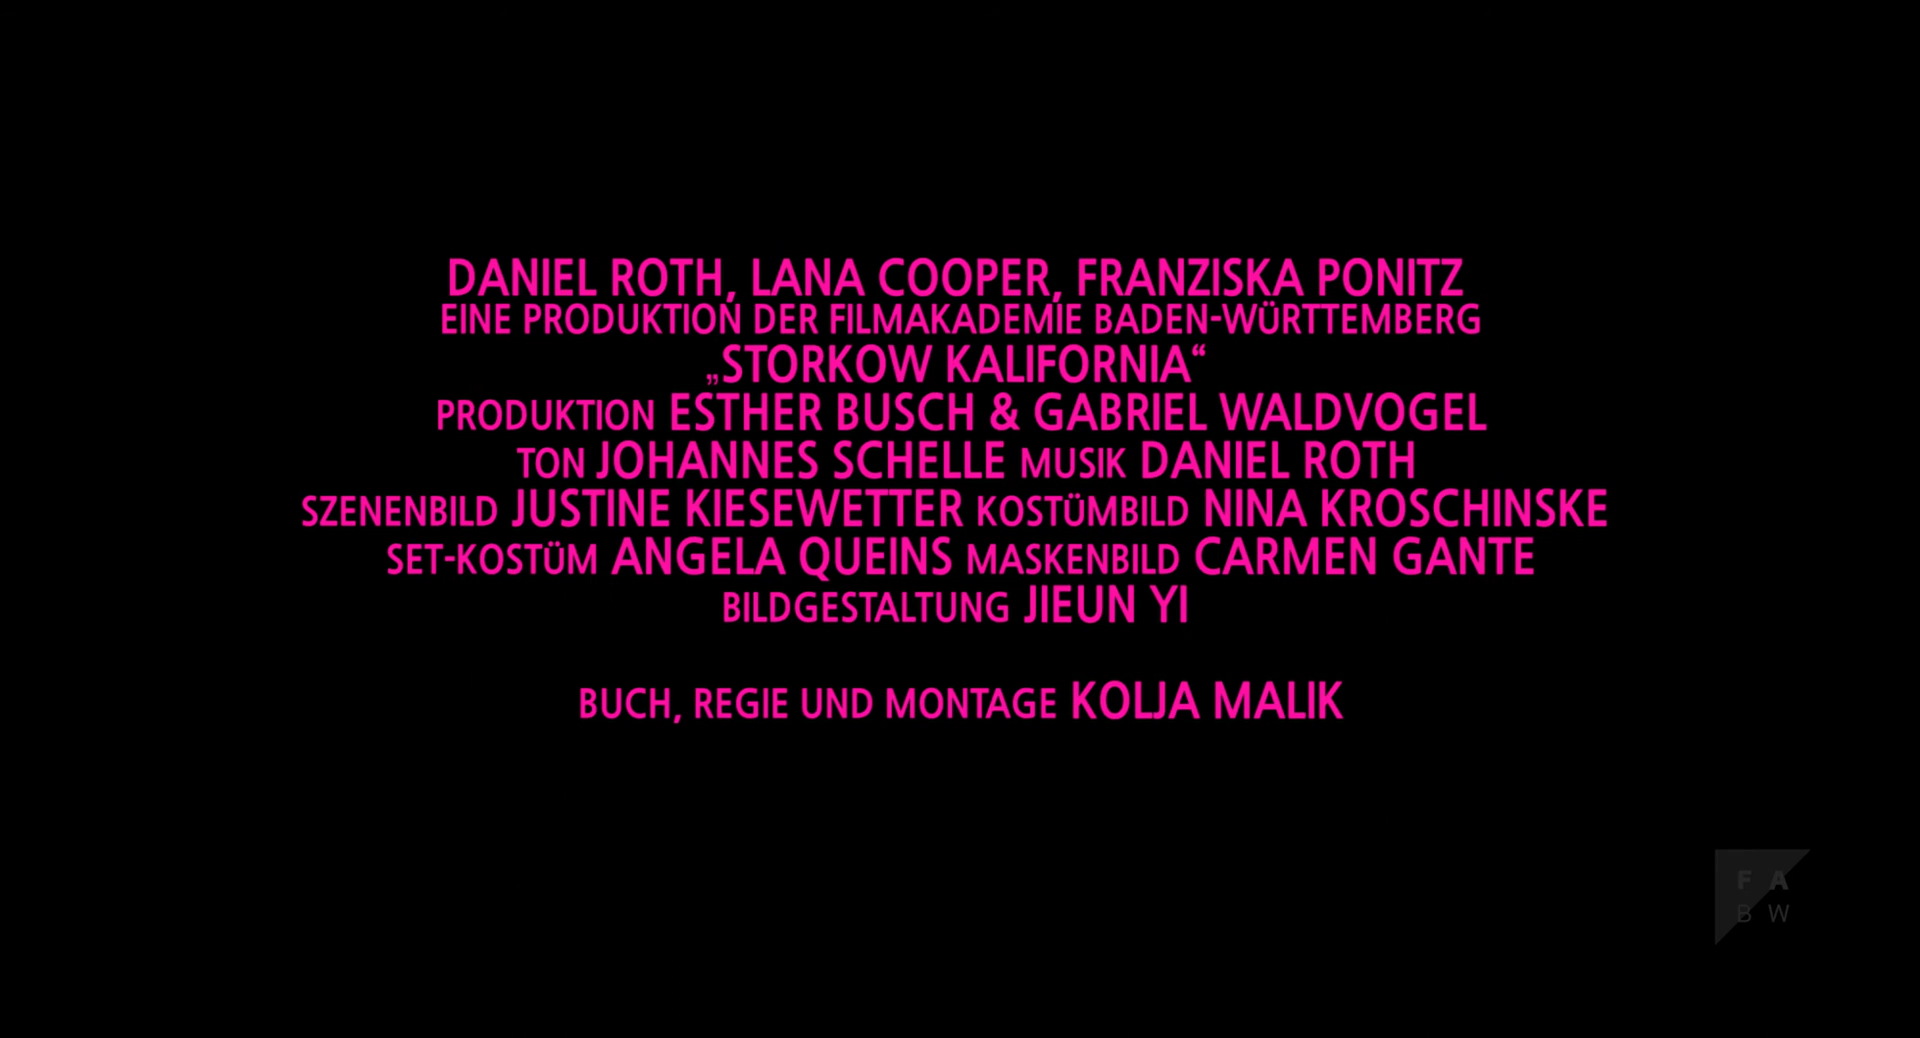 DANIEL ROTH, LANA COOPER, FRANZISKA PONITZ
EINE PRODUKTION DER FILMAKADEMIE BADEN-WÜRTTEMBERG
„STORKOW KALIFORNIA“
PRODUKTION ESTHER BUSCH & GABRIEL WALDVOGEL
TON JOHANNES SCHELLE MUSIK DANIEL ROTH
SZENENBILD JUSTINE KIESEWETTER KOSTÜMBILD NINA KROSCHINSKE
SET-KOSTÜM ANGELA QUEINS MASKENBILD CARMEN GANTE
BILDGESTALTUNG JIEUN YI
BUCH, REGIE UND MONTAGE KOLJA MALIK
F A
B W